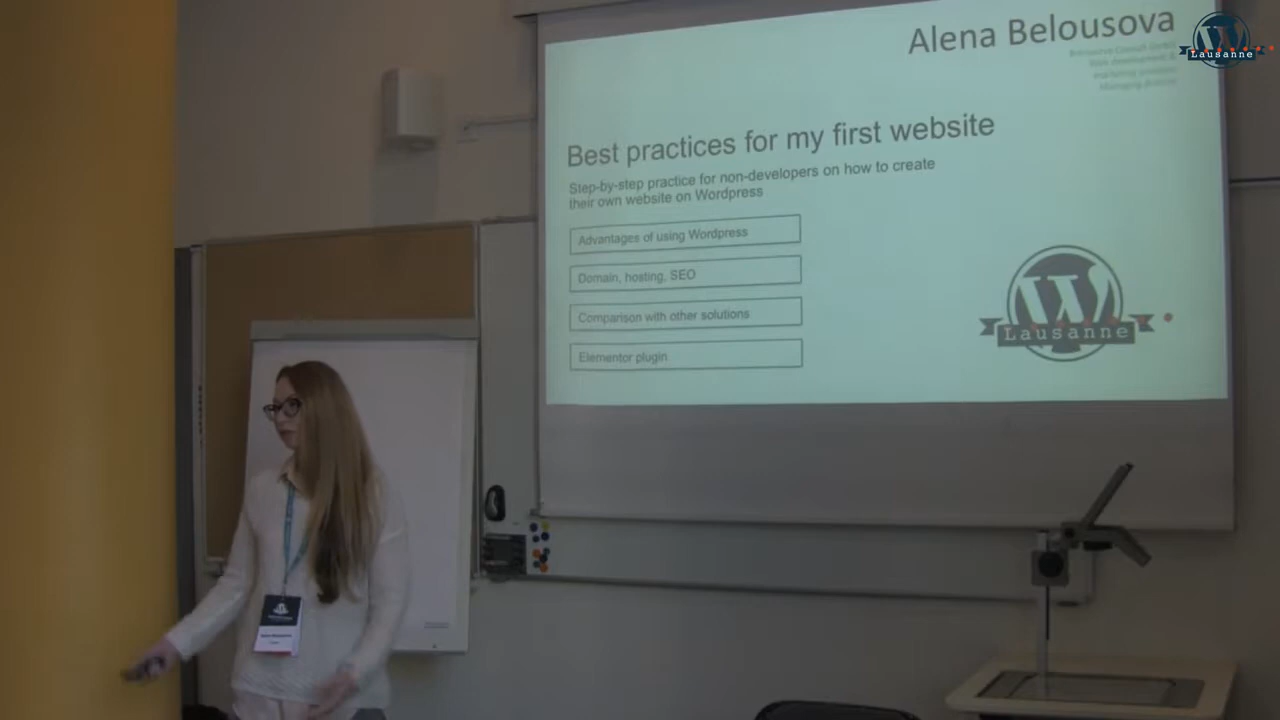 Alena Belousova
Lausanne
Best practices for my first website
Step-by-step practice for non-developers on how to create
their own website on Wordpress
Advantages of using Wordpress
Domain, hosting, SEO
Comparison with other solutions
Elementor plugin
Lausanne